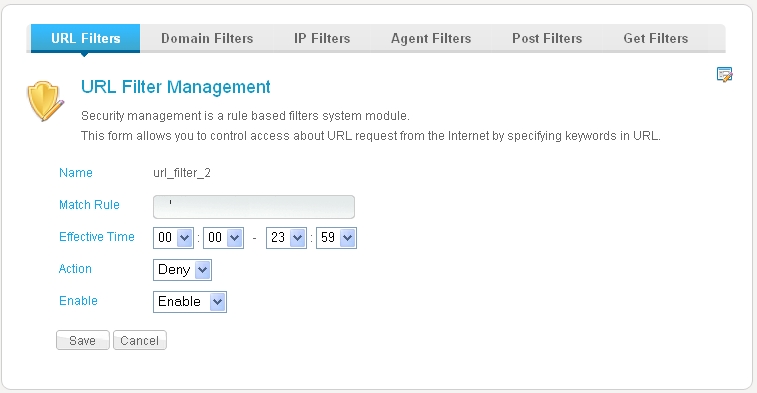 URL Filters Domain Filters IP Filters Agent Filters Post Filters Get Filters
URL Filter Management
Security management is a rule based filters system module.
This form allows you to control access about URL request from the Internet by specifying keywords in URL.
Name url_filter_2
Match Rule '
Effective Time 00 : 00 - 23 : 59
Action Deny
Enable Enable
Save Cancel